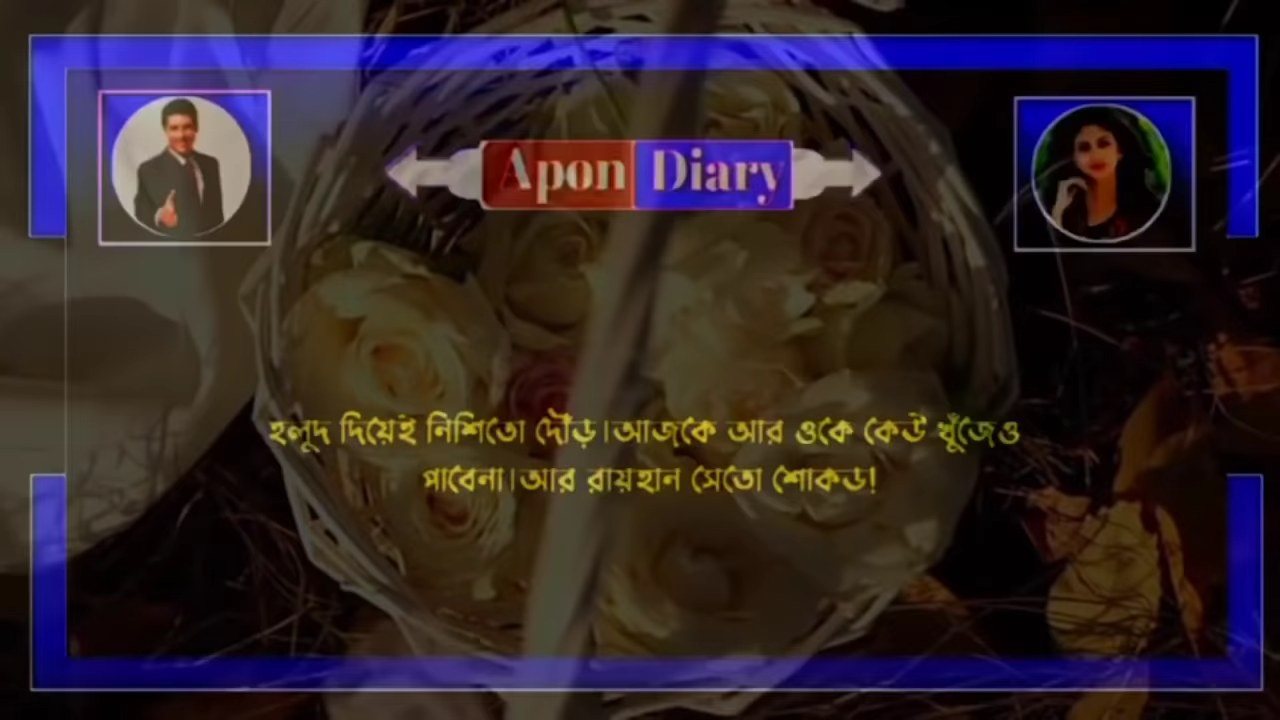 Apon Diary
হলুদ দিয়েই নিশিতো দৌঁড়।আজকে আর ওকে কেউ খুঁজেও
পাবেনা।আর রায়হান সেতো শোকড!